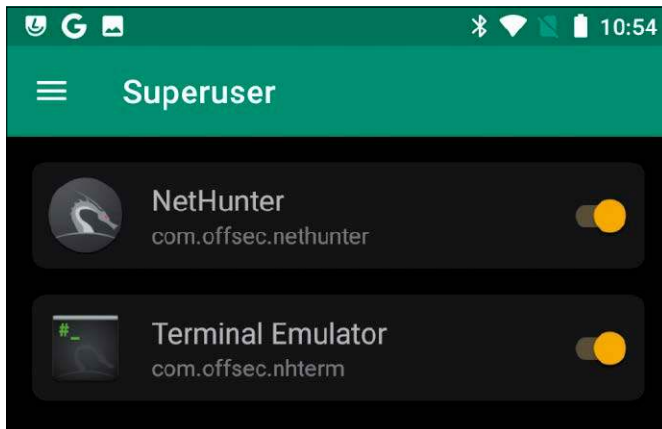 10:54
Superuser
NetHunter
com.offsec.nethunter
#_
Terminal Emulator
com.offsec.nhterm